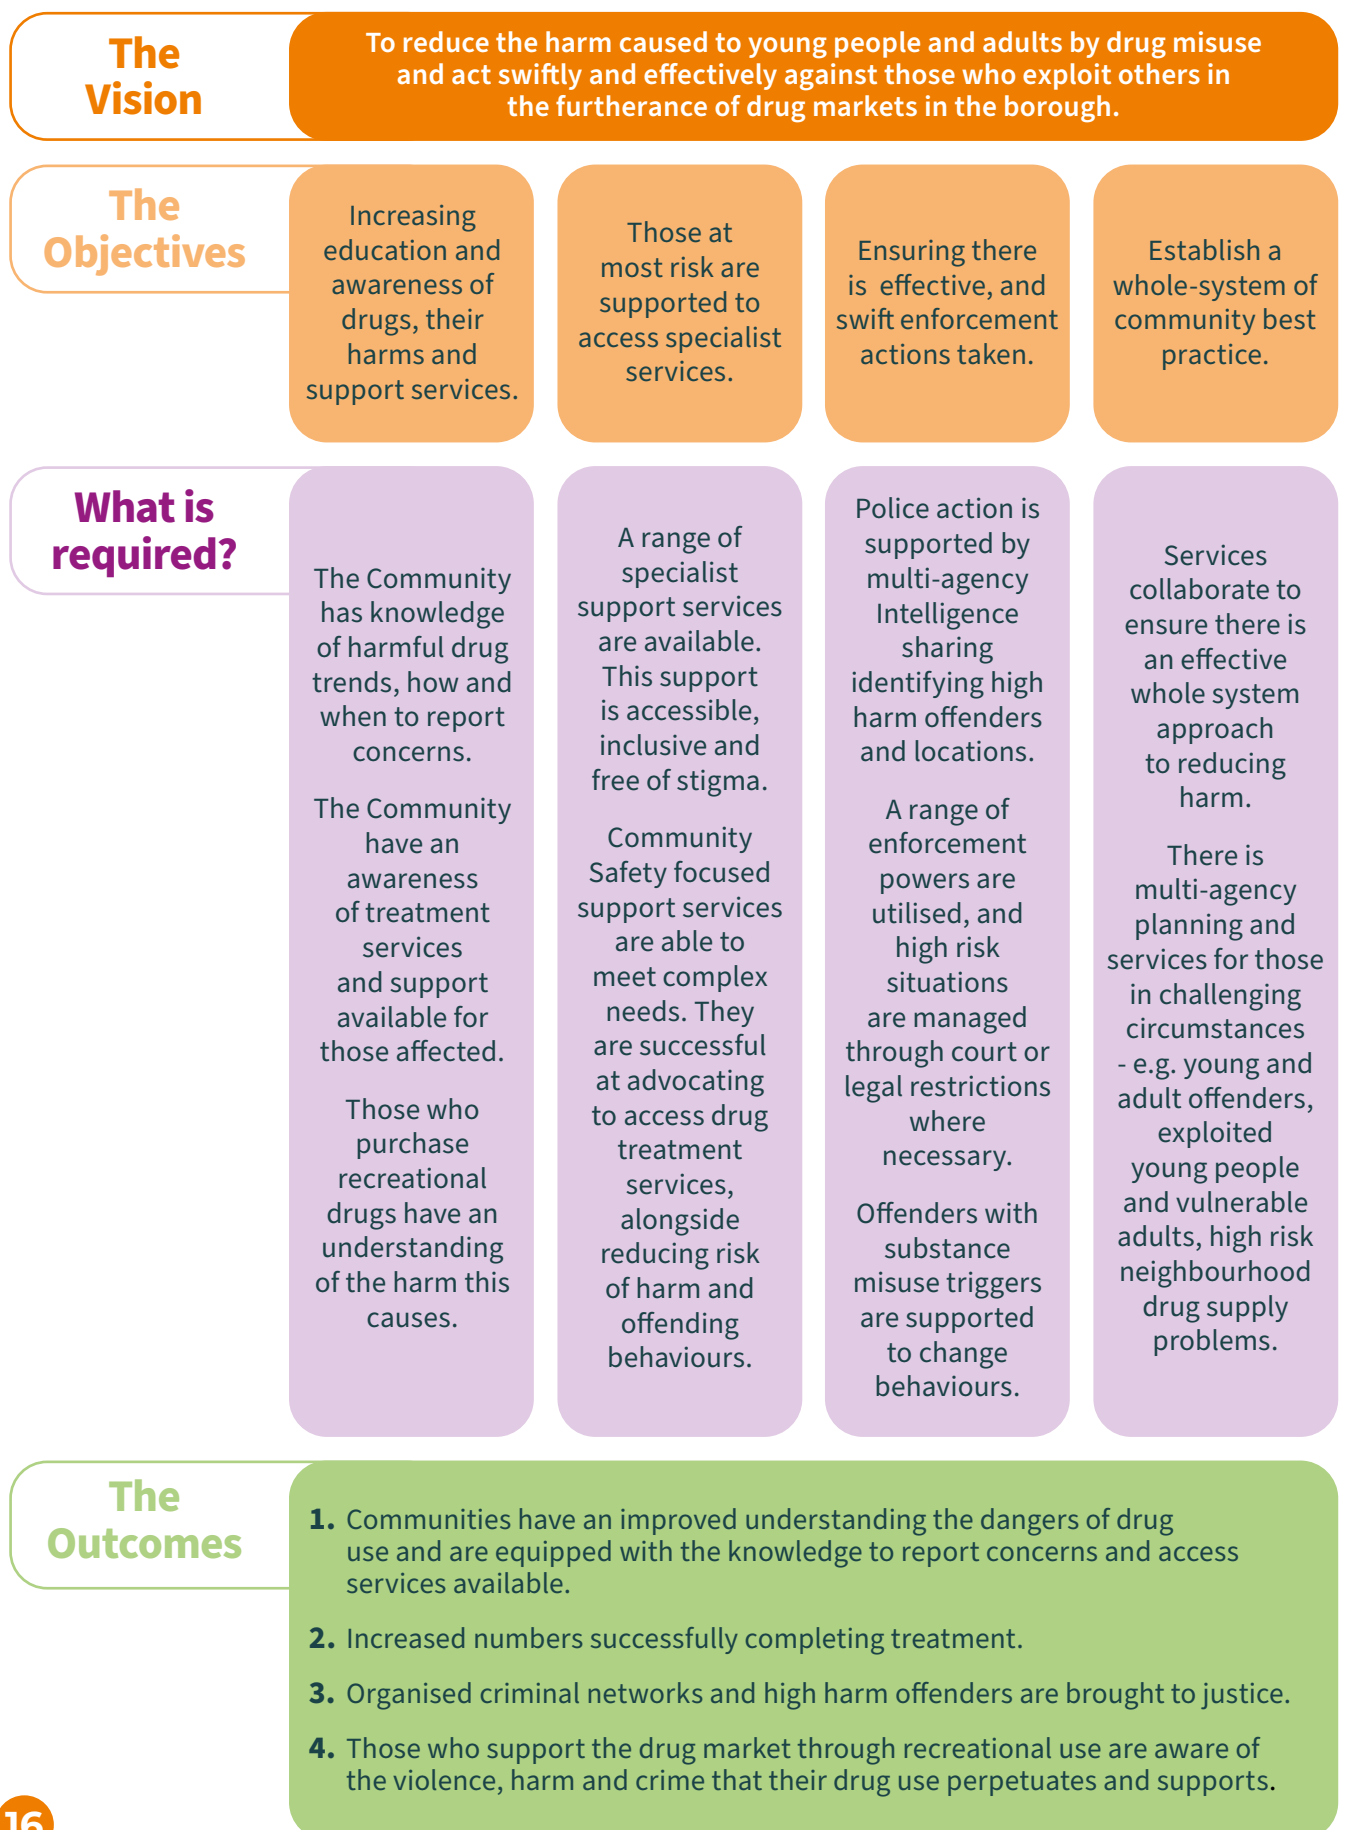 The
Vision
To reduce the harm caused to young people and adults by drug misuse
and act swiftly and effectively against those who exploit others in
the furtherance of drug markets in the borough.
The
Objectives
Increasing
education and
awareness of
drugs, their
harms and
support services.
Those at
most risk are
supported to
access specialist
services.
Ensuring there
is effective, and
swift enforcement
actions taken.
Establish a
whole-system of
community best
practice.
What is
required?
The Community
has knowledge
of harmful drug
trends, how and
when to report
concerns.
The Community
have an
awareness
of treatment
services
and support
available for
those affected.
Those who
purchase
recreational
drugs have an
understanding
of the harm this
causes.
A range of
specialist
support services
are available.
This support
is accessible,
inclusive and
free of stigma.
Community
Safety focused
support services
are able to
meet complex
needs. They
are successful
at advocating
to access drug
treatment
services,
alongside
reducing risk
of harm and
offending
behaviours.
Police action is
supported by
multi-agency
Intelligence
sharing
identifying high
harm offenders
and locations.
A range of
enforcement
powers are
utilised, and
high risk
situations
are managed
through court or
legal restrictions
where
necessary.
Offenders with
substance
misuse triggers
are supported
to change
behaviours.
Services
collaborate to
ensure there is
an effective
whole system
approach
to reducing
harm.
There is
multi-agency
planning and
services for those
in challenging
circumstances
- e.g. young and
adult offenders,
exploited
young people
and vulnerable
adults, high risk
neighbourhood
drug supply
problems.
The
Outcomes
1. Communities have an improved understanding the dangers of drug
use and are equipped with the knowledge to report concerns and access
services available.
2. Increased numbers successfully completing treatment.
3. Organised criminal networks and high harm offenders are brought to justice.
4. Those who support the drug market through recreational use are aware of
the violence, harm and crime that their drug use perpetuates and supports.
16